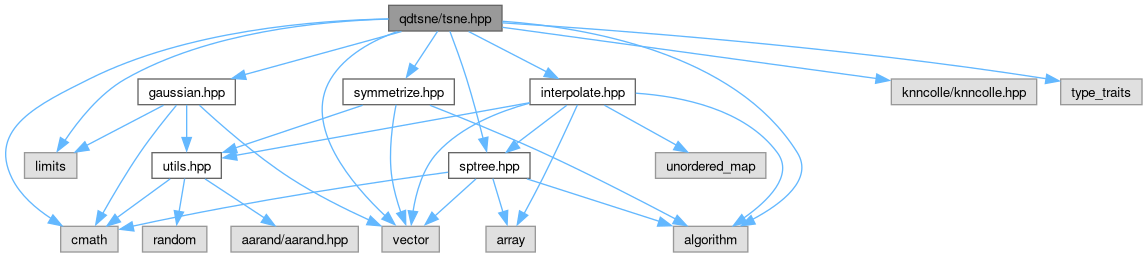 qdtsne/tsne.hpp
gaussian.hpp
symmetrize.hpp
interpolate.hpp
knncolle/knncolle.hpp
type_traits
limits
utils.hpp
sptree.hpp
unordered_map
cmath
random
aarand/aarand.hpp
vector
array
algorithm